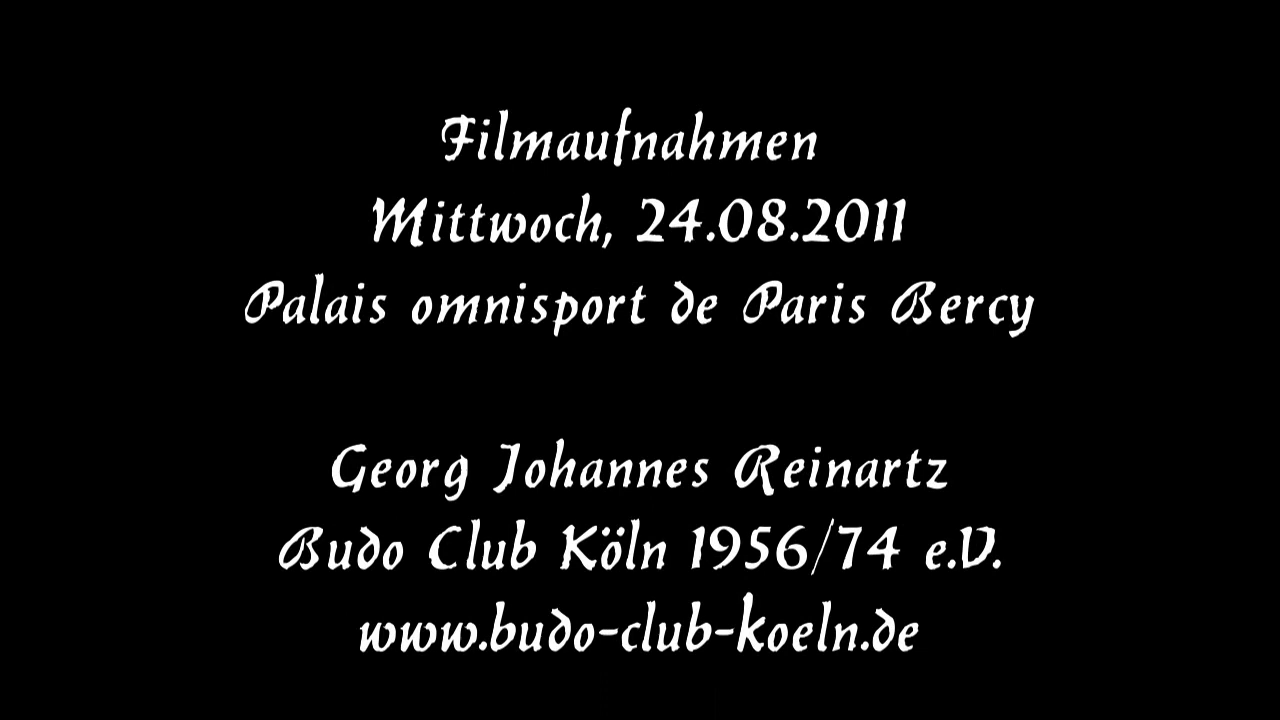 Filmaufnahmen
Mittwoch, 24.08.2011
Palais omnisport de Paris Bercy
Georg Johannes Reinartz
Budo Club Köln 1956/74 e.V.
www.budo-club-koeln.de